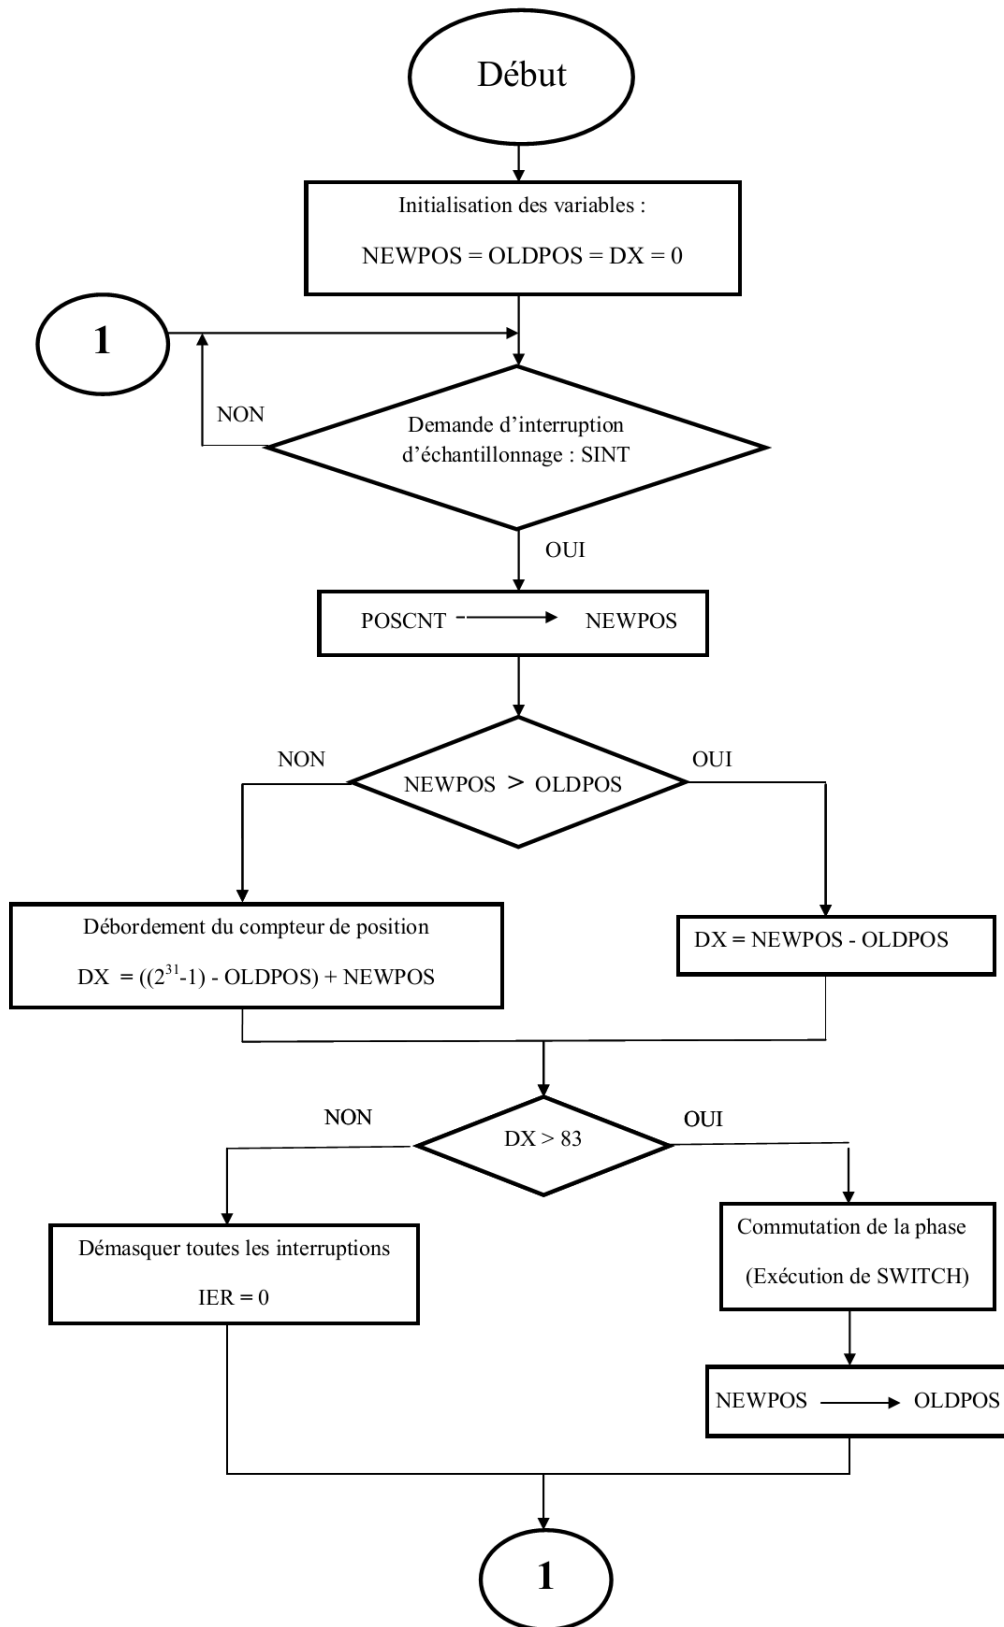 Début
Initialisation des variables :
NEWPOS = OLDPOS = DX = 0
1
NON
Demande d’interruption
d’échantillonnage : SINT
OUI
POSCNT → NEWPOS
NON
OUI
NEWPOS > OLDPOS
Débordement du compteur de position
DX = ((2³¹-1) - OLDPOS) + NEWPOS
DX = NEWPOS - OLDPOS
NON
OUI
DX > 83
Démasquer toutes les interruptions
IER = 0
Commutation de la phase
(Exécution de SWITCH)
NEWPOS → OLDPOS
1